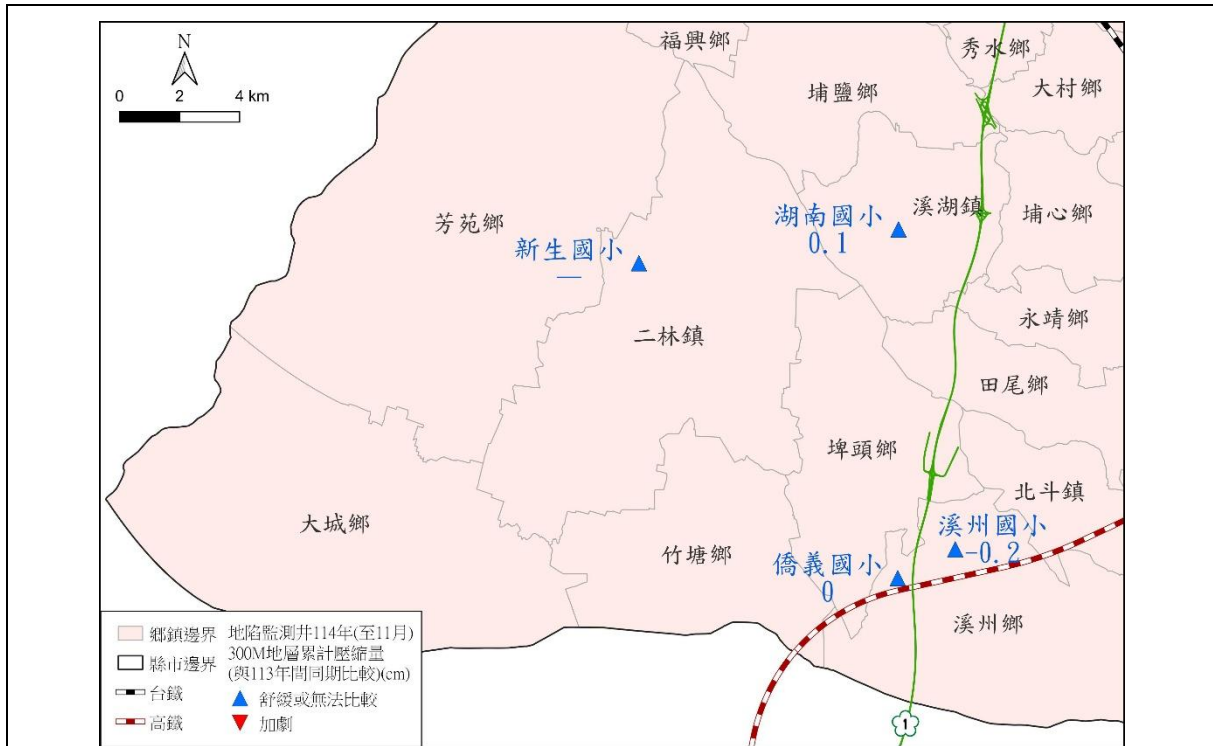 N
0 2 4 km
福興鄉
秀水鄉
大村鄉
埔鹽鄉
芳苑鄉
新生國小
—
湖南國小
0.1
溪湖鎮
埔心鄉
二林鎮
永靖鄉
田尾鄉
埤頭鄉
北斗鎮
大城鄉
竹塘鄉
溪州國小
-0.2
僑義國小
0
溪州鄉
1
鄉鎮邊界
縣市邊界
台鐵
高鐵
地陷監測井114年(至11月)
300M地層累計壓縮量
(與113年間同期比較)(cm)
舒緩或無法比較
加劇